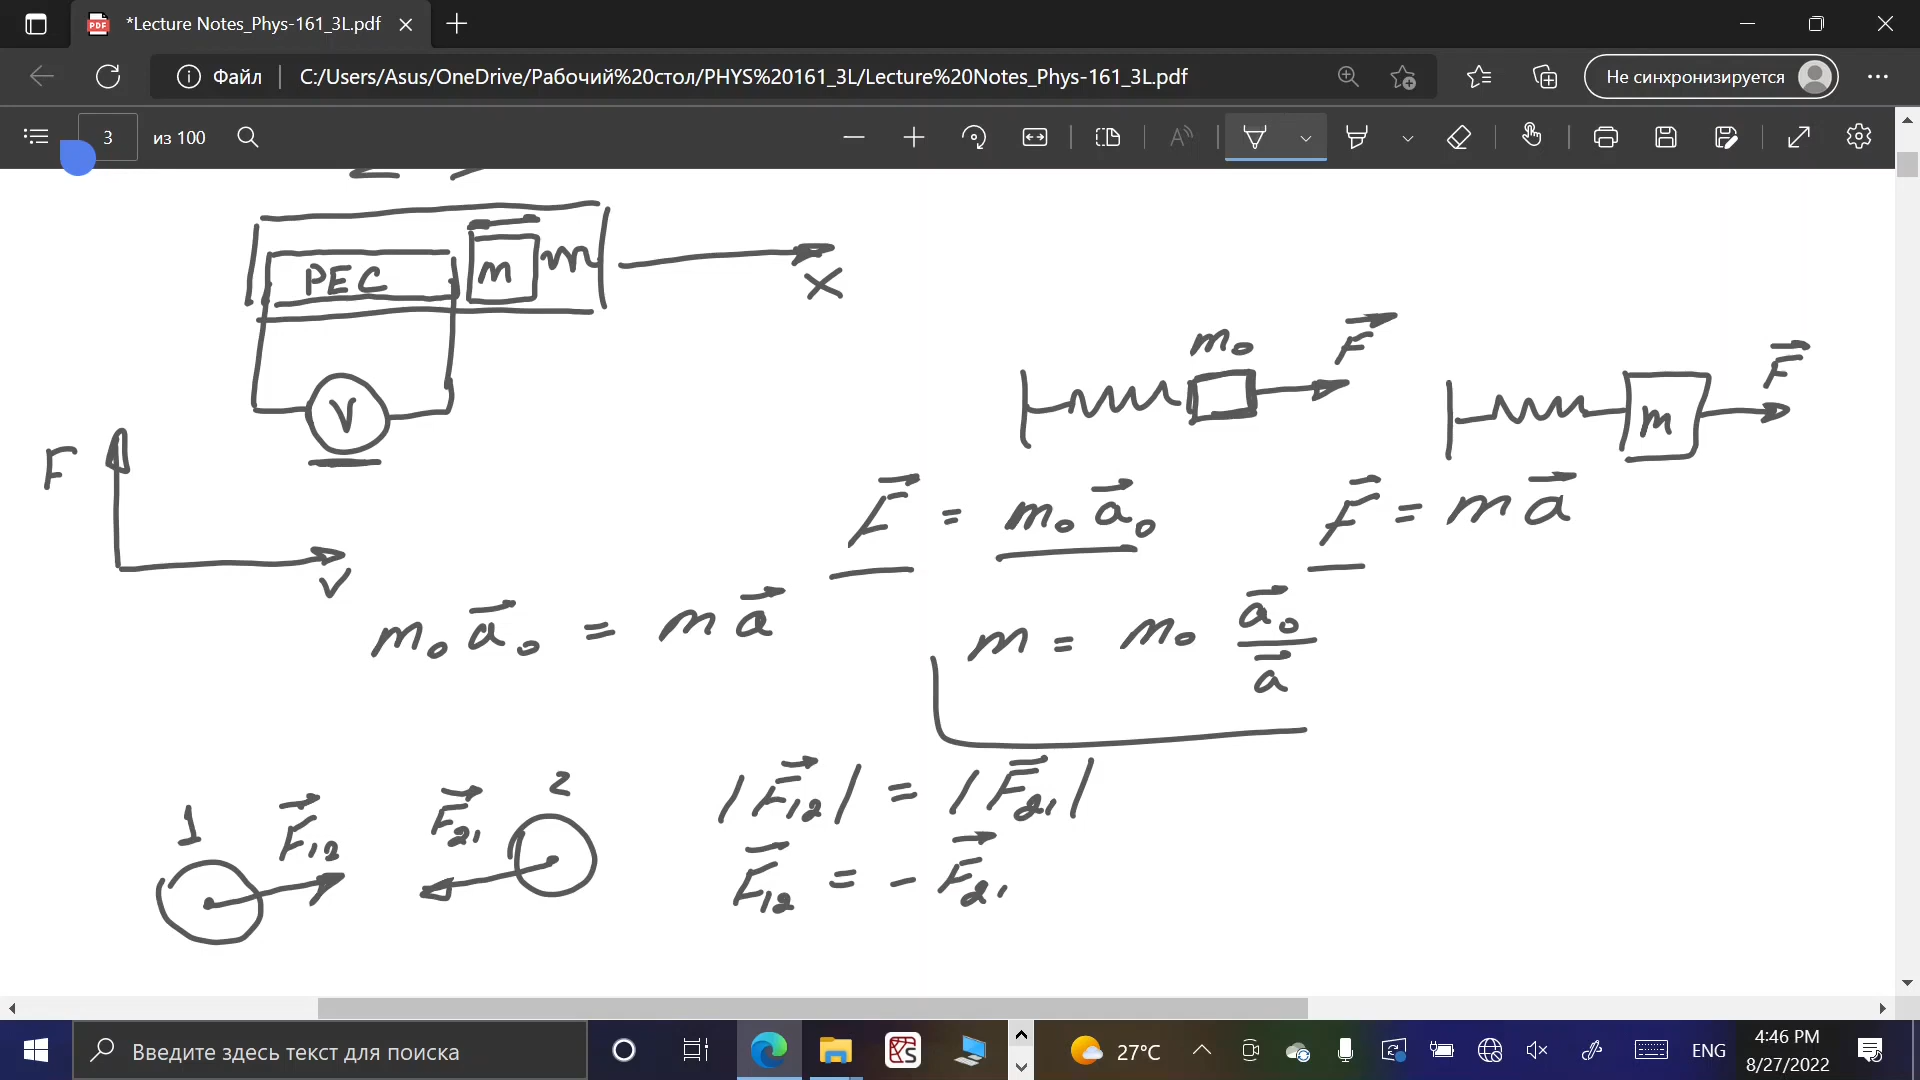 *Lecture Notes_Phys-161_3L.pdf
Файл C:/Users/Asus/OneDrive/Рабочий%20стол/PHYS%20161_3L/Lecture%20Notes_Phys-161_3L.pdf Не синхронизируется
3 из 100
PEC m
X
V
F
V
m₀ F⃗
m F⃗
F⃗ = m₀a⃗₀ F⃗ = ma⃗
m₀a⃗₀ = ma⃗ m = m₀ a⃗₀/a⃗
1 F⃗₁₂ F⃗₂₁ 2 |F⃗₁₂| = |F⃗₂₁|
F⃗₁₂ = - F⃗₂₁
Введите здесь текст для поиска 27°C ENG 4:46 PM
8/27/2022